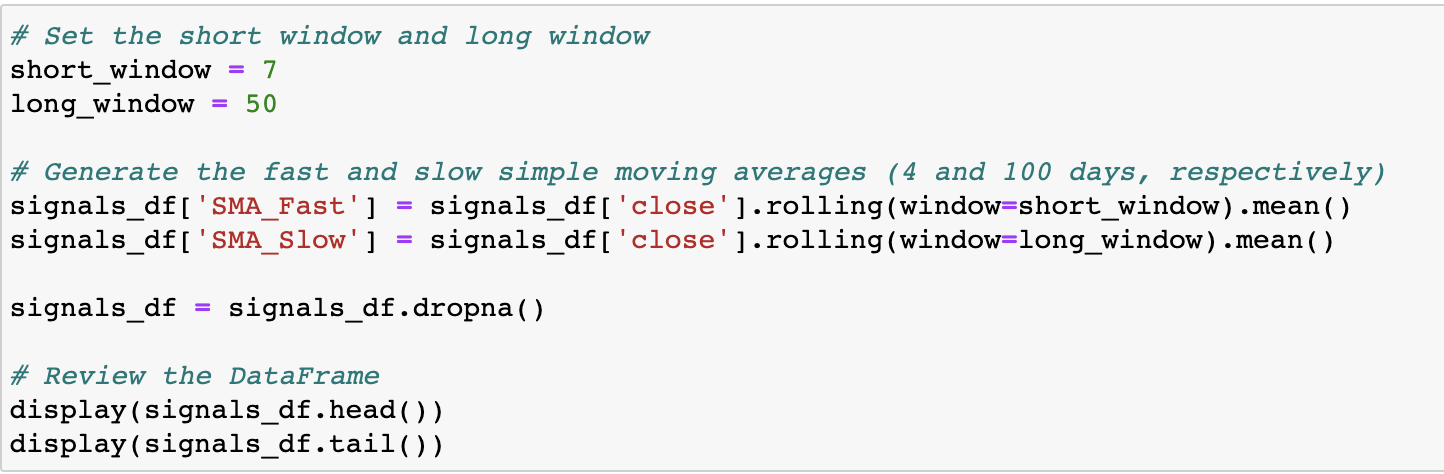 # Set the short window and long window
short_window = 7
long_window = 50
# Generate the fast and slow simple moving averages (4 and 100 days, respectively)
signals_df['SMA_Fast'] = signals_df['close'].rolling(window=short_window).mean()
signals_df['SMA_Slow'] = signals_df['close'].rolling(window=long_window).mean()
signals_df = signals_df.dropna()
# Review the DataFrame
display(signals_df.head())
display(signals_df.tail())